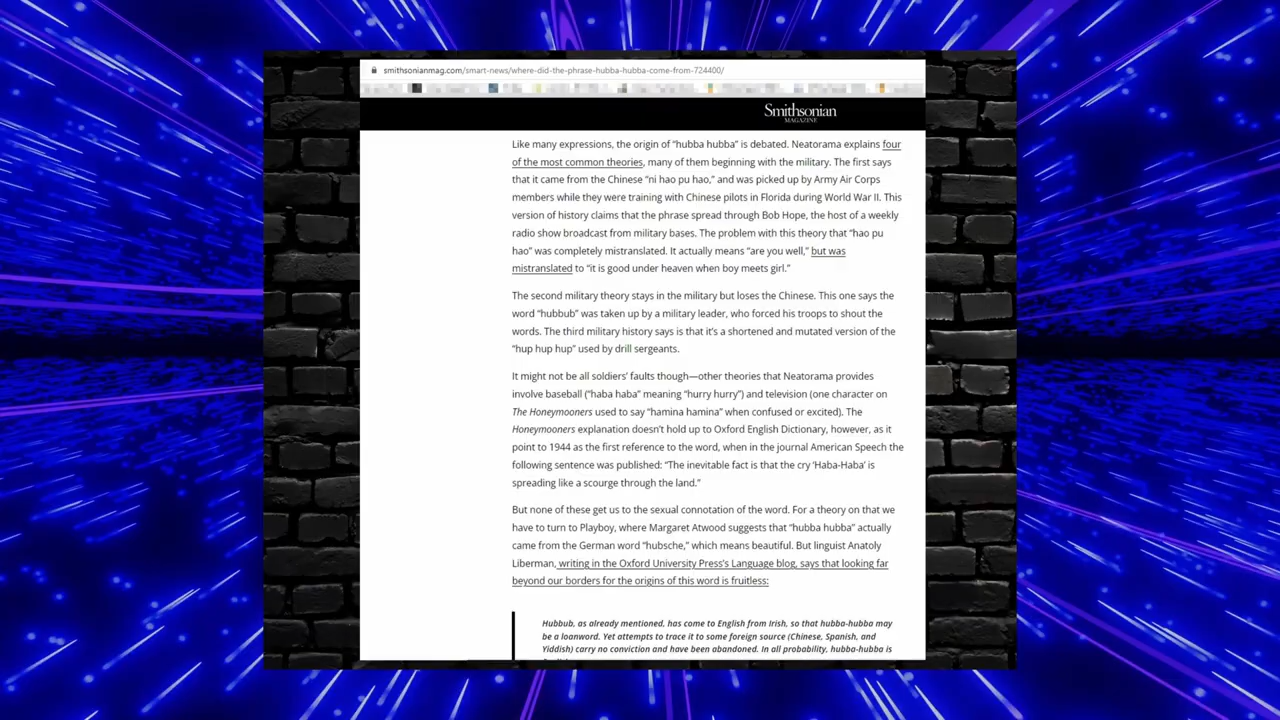 smithsonianmag.com/smart-news/where-did-the-phrase-hubba-hubba-come-from-724400/
Smithsonian
MAGAZINE
Like many expressions, the origin of “hubba hubba” is debated. Neatorama explains four
of the most common theories, many of them beginning with the military. The first says
that it came from the Chinese “ni hao pu hao,” and was picked up by Army Air Corps
members while they were training with Chinese pilots in Florida during World War II. This
version of history claims that the phrase spread through Bob Hope, the host of a weekly
radio show broadcast from military bases. The problem with this theory that “hao pu
hao” was completely mistranslated. It actually means “are you well,” but was
mistranslated to “it is good under heaven when boy meets girl.”
The second military theory stays in the military but loses the Chinese. This one says the
word “hubbub” was taken up by a military leader, who forced his troops to shout the
words. The third military history says is that it’s a shortened and mutated version of the
“hup hup hup” used by drill sergeants.
It might not be all soldiers’ faults though—other theories that Neatorama provides
involve baseball (“haba haba” meaning “hurry hurry”) and television (one character on
The Honeymooners used to say “hamina hamina” when confused or excited). The
Honeymooners explanation doesn’t hold up to Oxford English Dictionary, however, as it
point to 1944 as the first reference to the word, when in the journal American Speech the
following sentence was published: “The inevitable fact is that the cry ‘Haba-Haba’ is
spreading like a scourge through the land.”
But none of these get us to the sexual connotation of the word. For a theory on that we
have to turn to Playboy, where Margaret Atwood suggests that “hubba hubba” actually
came from the German word “hubsche,” which means beautiful. But linguist Anatoly
Liberman, writing in the Oxford University Press’s Language blog, says that looking far
beyond our borders for the origins of this word is fruitless:
Hubbub, as already mentioned, has come to English from Irish, so that hubba-hubba may
be a loanword. Yet attempts to trace it to some foreign source (Chinese, Spanish, and
Yiddish) carry no conviction and have been abandoned. In all probability, hubba-hubba is